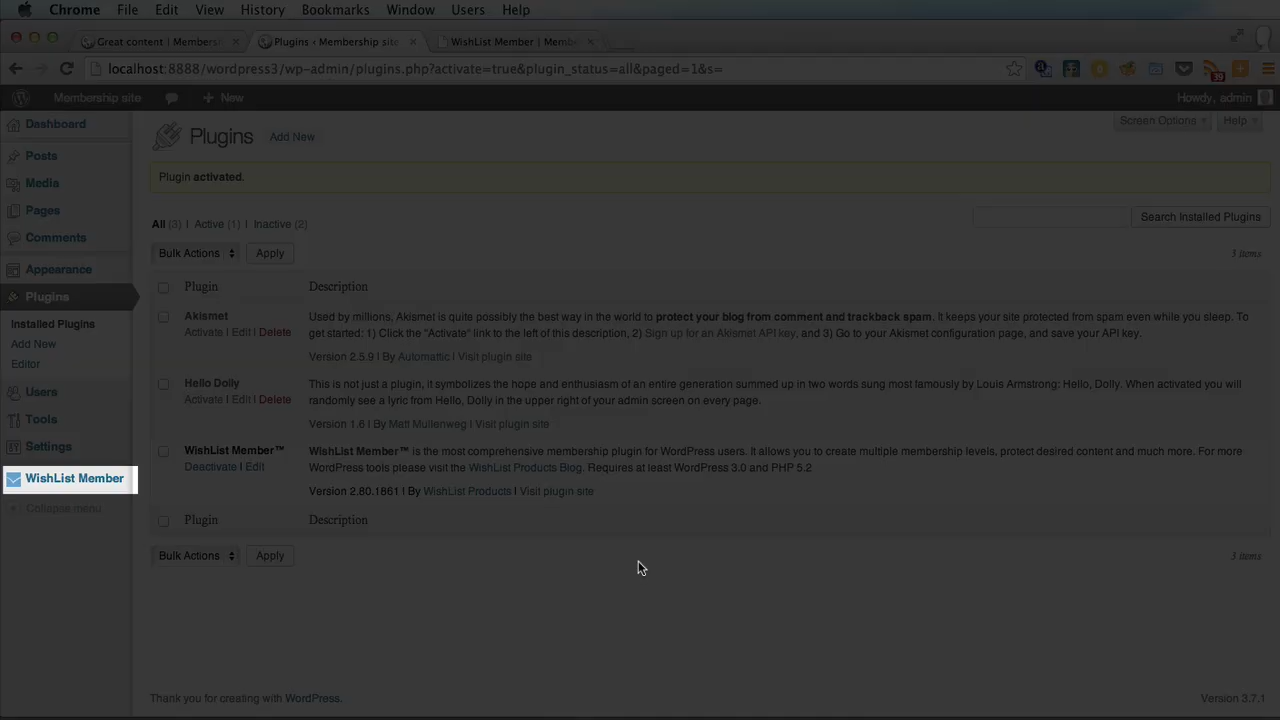 Chrome File Edit View History Bookmarks Window Users Help
Great content | Members Plugins ‹ Membership site WishList Member | Membe
localhost:8888/wordpress3/wp-admin/plugins.php?activate=true&plugin_status=all&paged=1&s=
39
Membership site + New Howdy, admin
Dashboard
Posts
Media
Pages
Comments
Appearance
Plugins
Installed Plugins
Add New
Editor
Users
Tools
Settings
WishList Member
Collapse menu
Screen Options Help
Plugins Add New
Plugin activated.
All (3) | Active (1) | Inactive (2)
Search Installed Plugins
Bulk Actions Apply 3 items
Plugin Description
Akismet Used by millions, Akismet is quite possibly the best way in the world to protect your blog from comment and trackback spam. It keeps your site protected from spam even while you sleep. To
Activate | Edit | Delete get started: 1) Click the "Activate" link to the left of this description, 2) Sign up for an Akismet API key, and 3) Go to your Akismet configuration page, and save your API key.
Version 2.5.9 | By Automattic | Visit plugin site
Hello Dolly This is not just a plugin, it symbolizes the hope and enthusiasm of an entire generation summed up in two words sung most famously by Louis Armstrong: Hello, Dolly. When activated you will
Activate | Edit | Delete randomly see a lyric from Hello, Dolly in the upper right of your admin screen on every page.
Version 1.6 | By Matt Mullenweg | Visit plugin site
WishList Member™ WishList Member™ is the most comprehensive membership plugin for WordPress users. It allows you to create multiple membership levels, protect desired content and much more. For more
Deactivate | Edit WordPress tools please visit the WishList Products Blog. Requires at least WordPress 3.0 and PHP 5.2
Version 2.80.1861 | By WishList Products | Visit plugin site
Plugin Description
Bulk Actions Apply 3 items
Thank you for creating with WordPress. Version 3.7.1